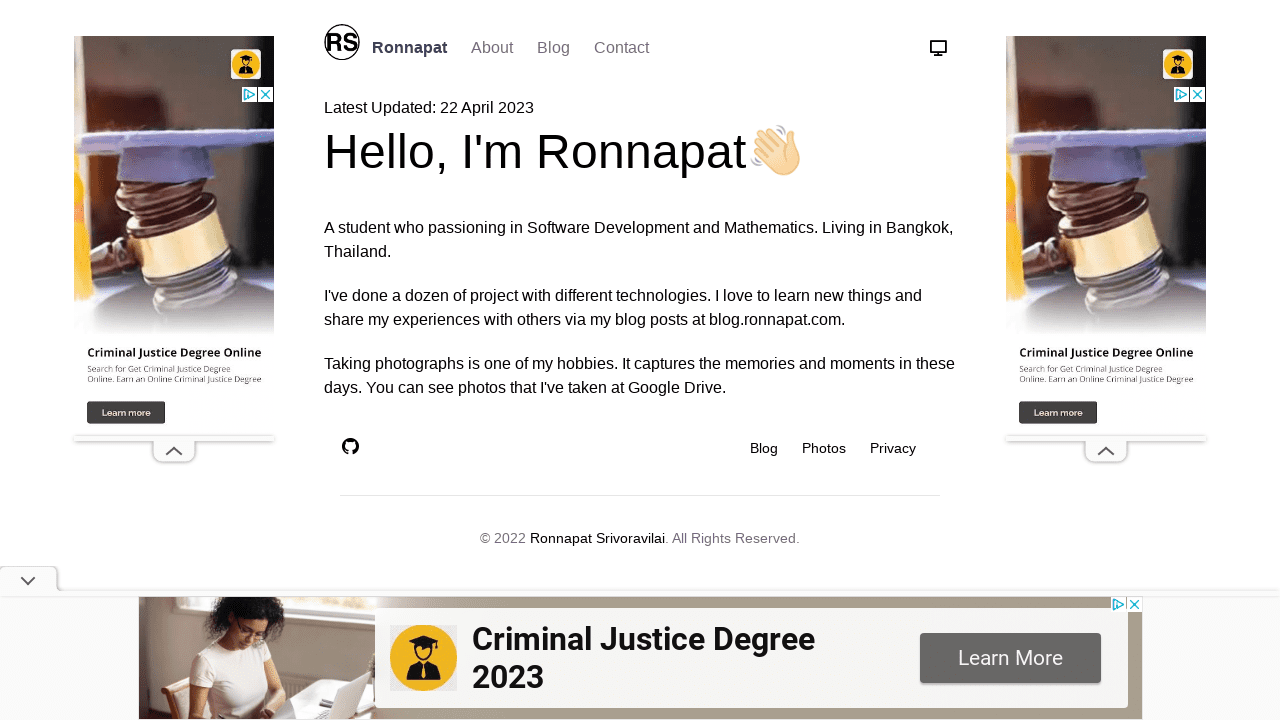 RS
Ronnapat About Blog Contact
Latest Updated: 22 April 2023
Hello, I'm Ronnapat👋🏼
A student who passioning in Software Development and Mathematics. Living in Bangkok,
Thailand.
I've done a dozen of project with different technologies. I love to learn new things and
share my experiences with others via my blog posts at blog.ronnapat.com.
Taking photographs is one of my hobbies. It captures the memories and moments in these
days. You can see photos that I've taken at Google Drive.
Blog Photos Privacy
© 2022 Ronnapat Srivoravilai. All Rights Reserved.
Criminal Justice Degree Online
Search for Get Criminal Justice Degree
Online. Earn an Online Criminal Justice Degree
Learn more
Criminal Justice Degree Online
Search for Get Criminal Justice Degree
Online. Earn an Online Criminal Justice Degree
Learn more
Criminal Justice Degree
2023
Learn More